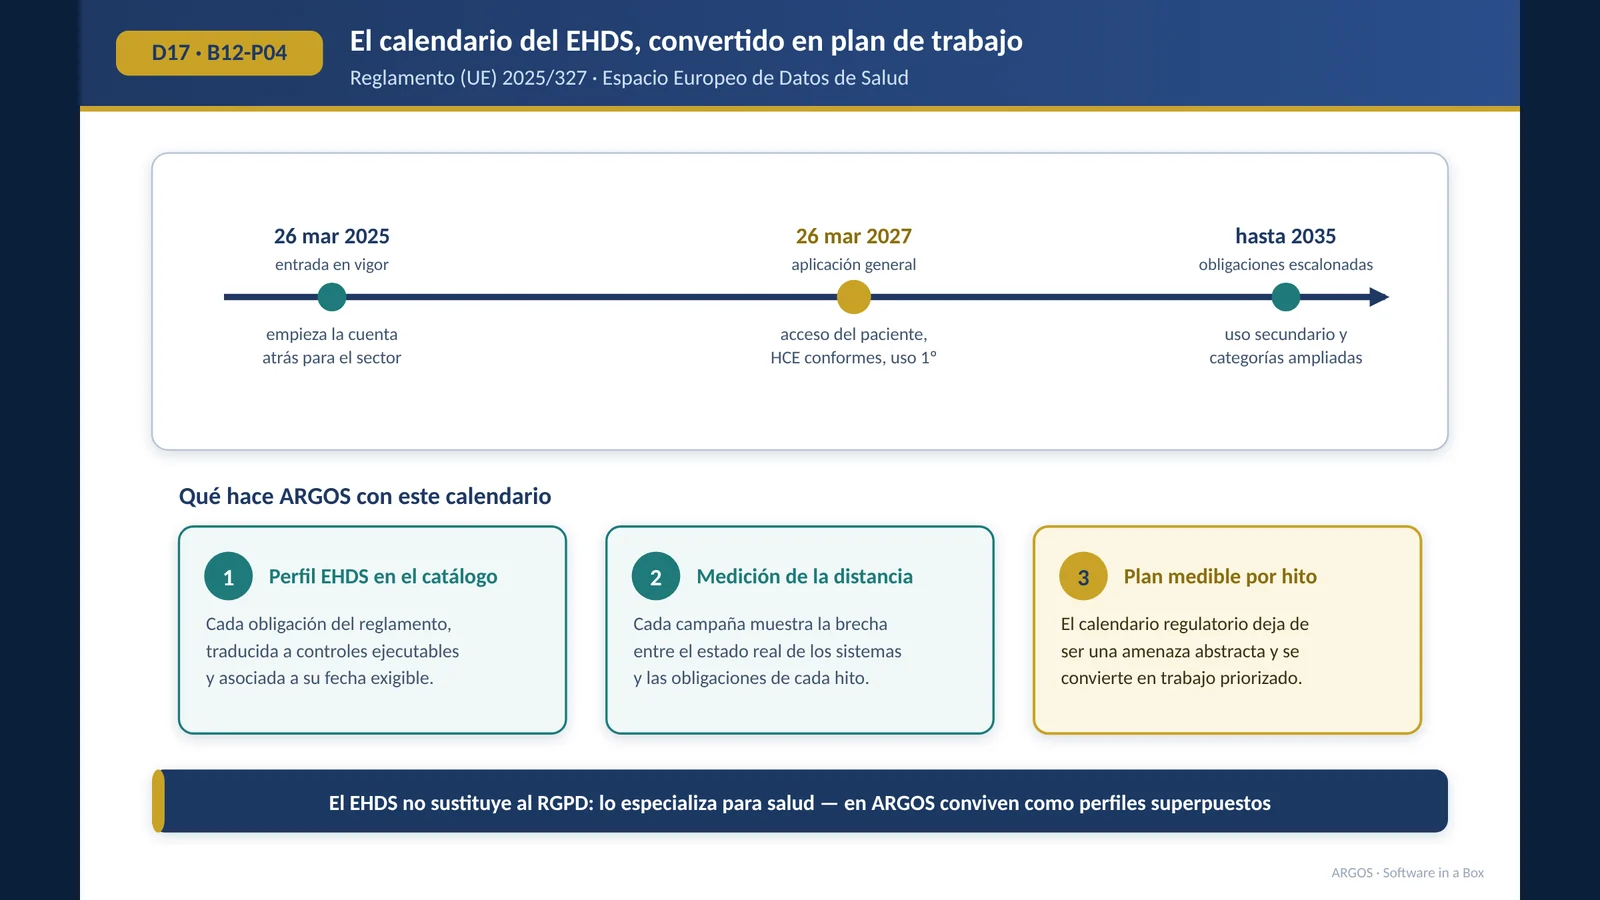 D17 · B12-P04
El calendario del EHDS, convertido en plan de trabajo
Reglamento (UE) 2025/327 · Espacio Europeo de Datos de Salud
26 mar 2025
entrada en vigor
empieza la cuenta
atrás para el sector
26 mar 2027
aplicación general
acceso del paciente,
HCE conformes, uso 1º
hasta 2035
obligaciones escalonadas
uso secundario y
categorías ampliadas
Qué hace ARGOS con este calendario
1
Perfil EHDS en el catálogo
Cada obligación del reglamento,
traducida a controles ejecutables
y asociada a su fecha exigible.
2
Medición de la distancia
Cada campaña muestra la brecha
entre el estado real de los sistemas
y las obligaciones de cada hito.
3
Plan medible por hito
El calendario regulatorio deja de
ser una amenaza abstracta y se
convierte en trabajo priorizado.
El EHDS no sustituye al RGPD: lo especializa para salud — en ARGOS conviven como perfiles superpuestos
ARGOS · Software in a Box